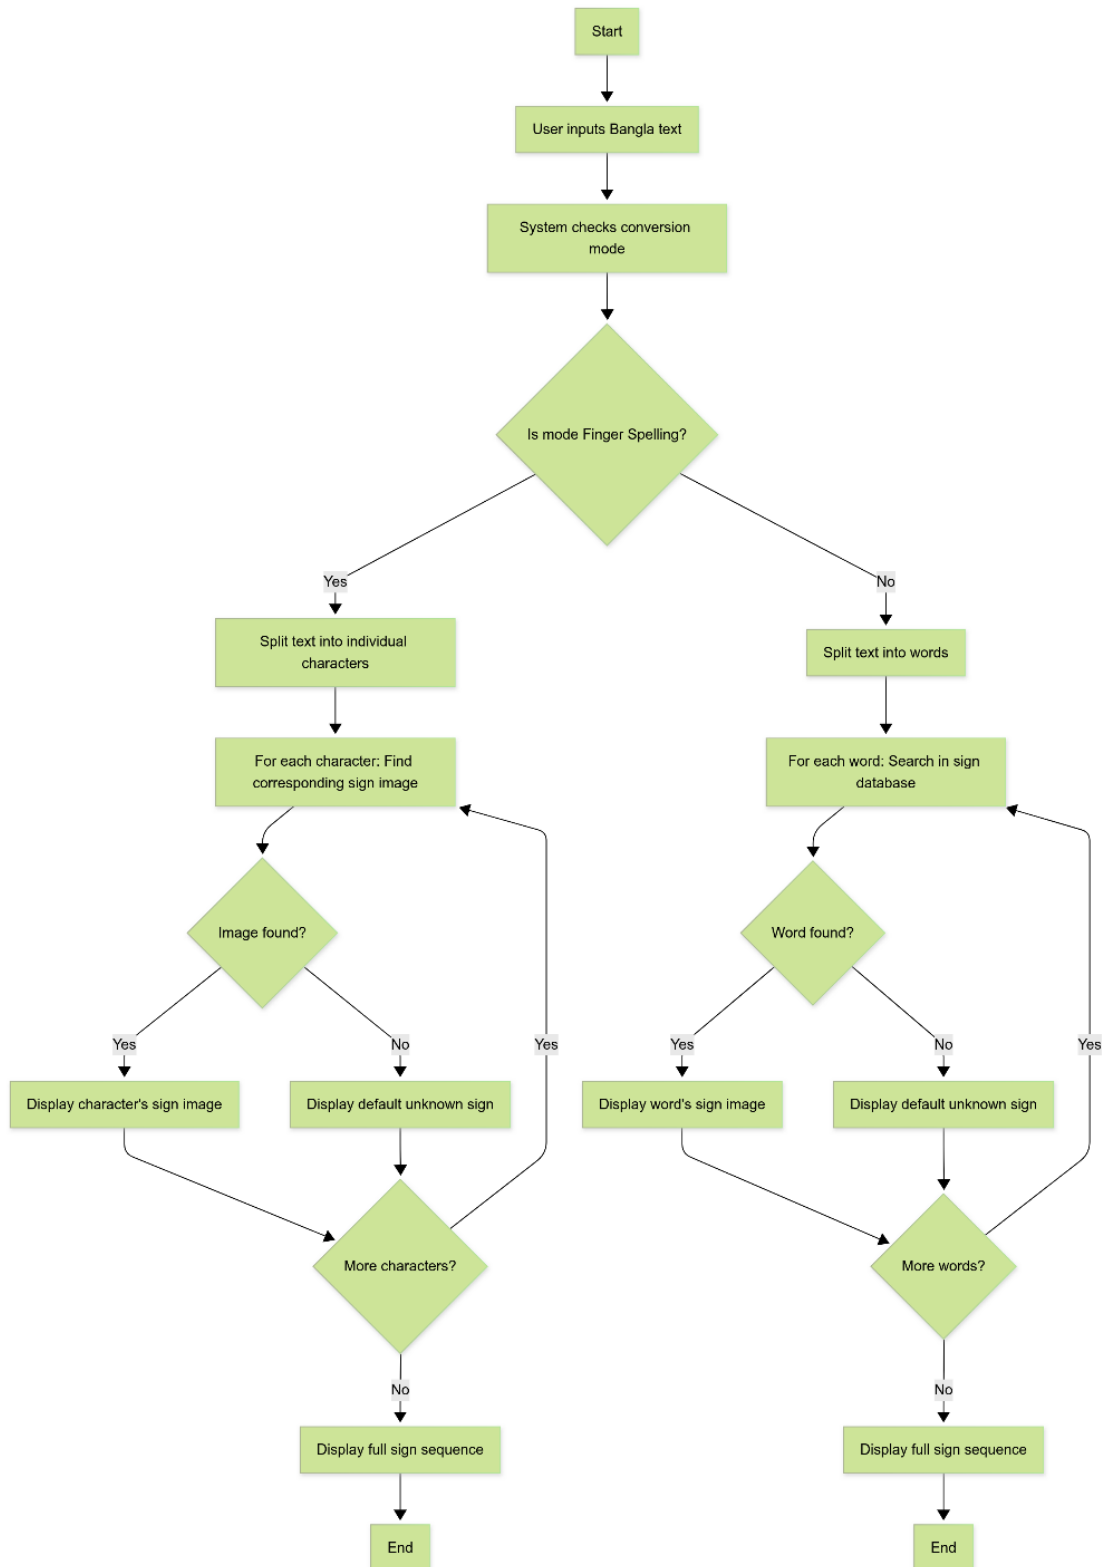 Start
User inputs Bangla text
System checks conversion
mode
Is mode Finger Spelling?
Yes
No
Split text into individual
characters
Split text into words
For each character: Find
corresponding sign image
For each word: Search in sign
database
Image found?
Word found?
Yes
No
Yes
Yes
No
Yes
Display character's sign image
Display default unknown sign
Display word's sign image
Display default unknown sign
More characters?
More words?
No
No
Display full sign sequence
Display full sign sequence
End
End